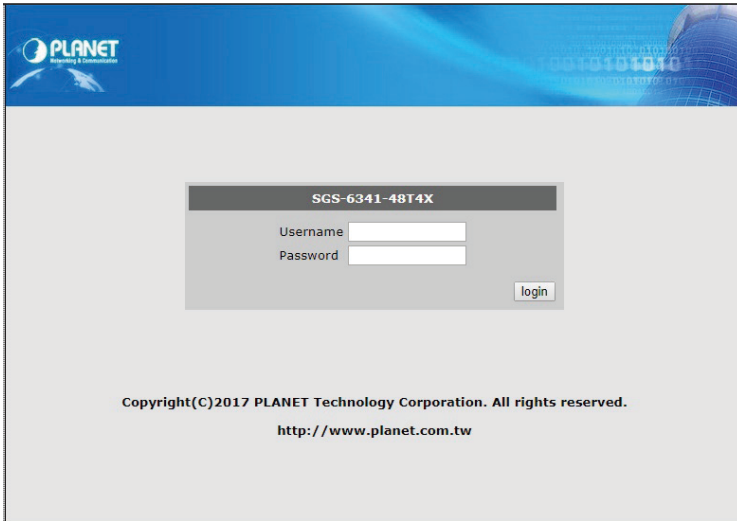 PLANET
Networking & Communication
SGS-6341-48T4X
Username
Password
login
Copyright(C)2017 PLANET Technology Corporation. All rights reserved.
http://www.planet.com.tw